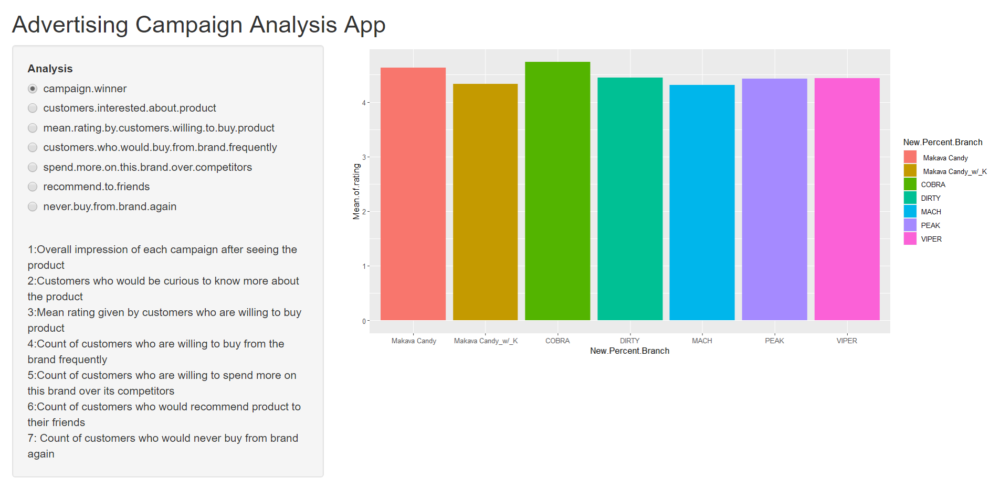 Advertising Campaign Analysis App
Analysis
campaign.winner
customers.interested.about.product
mean.rating.by.customers.willing.to.buy.product
customers.who.would.buy.from.brand.frequently
spend.more.on.this.brand.over.competitors
recommend.to.friends
never.buy.from.brand.again
1:Overall impression of each campaign after seeing the
product
2:Customers who would be curious to know more about
the product
3:Mean rating given by customers who are willing to buy
product
4:Count of customers who are willing to buy from the
brand frequently
5:Count of customers who are willing to spend more on
this brand over its competitors
6:Count of customers who would recommend product to
their friends
7: Count of customers who would never buy from brand
again
Mean.of.rating
4
3
2
1
0
Makava Candy Makava Candy_w/_K COBRA DIRTY MACH PEAK VIPER
New.Percent.Branch
New.Percent.Branch
Makava Candy
Makava Candy_w/_K
COBRA
DIRTY
MACH
PEAK
VIPER